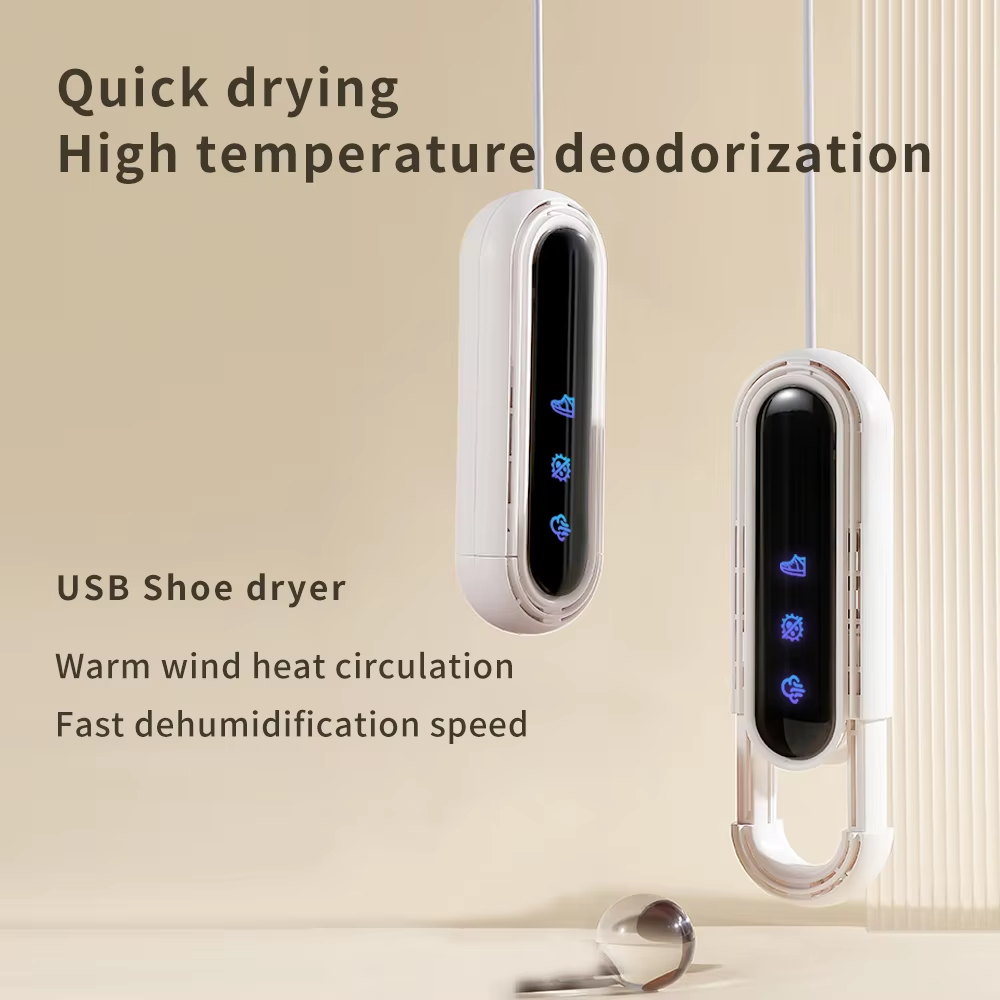 Quick drying
High temperature deodorization
USB Shoe dryer
Warm wind heat circulation
Fast dehumidification speed